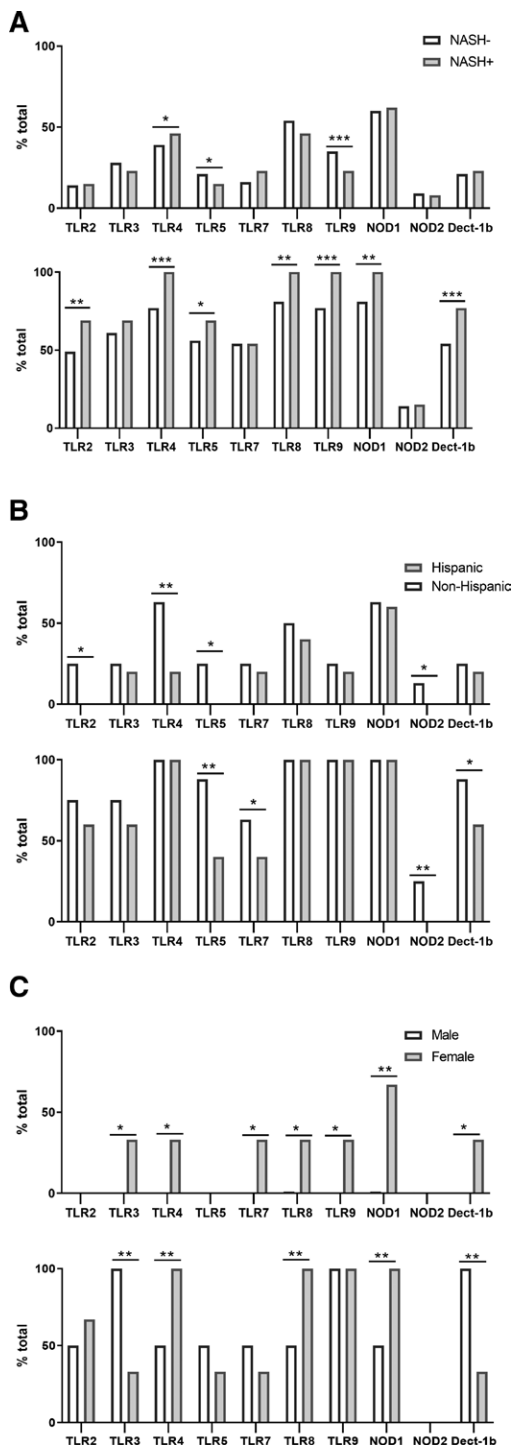 A
NASH-
NASH+
100
50
0
% total
*
*
***
TLR2 TLR3 TLR4 TLR5 TLR7 TLR8 TLR9 NOD1 NOD2 Dect-1b
100
50
0
% total
**
***
*
**
***
**
***
TLR2 TLR3 TLR4 TLR5 TLR7 TLR8 TLR9 NOD1 NOD2 Dect-1b
B
Hispanic
Non-Hispanic
100
50
0
% total
*
**
*
*
TLR2 TLR3 TLR4 TLR5 TLR7 TLR8 TLR9 NOD1 NOD2 Dect-1b
100
50
0
% total
**
*
**
*
TLR2 TLR3 TLR4 TLR5 TLR7 TLR8 TLR9 NOD1 NOD2 Dect-1b
C
Male
Female
100
50
0
% total
*
*
*
*
*
**
*
TLR2 TLR3 TLR4 TLR5 TLR7 TLR8 TLR9 NOD1 NOD2 Dect-1b
100
50
0
% total
**
**
**
**
**
TLR2 TLR3 TLR4 TLR5 TLR7 TLR8 TLR9 NOD1 NOD2 Dect-1b